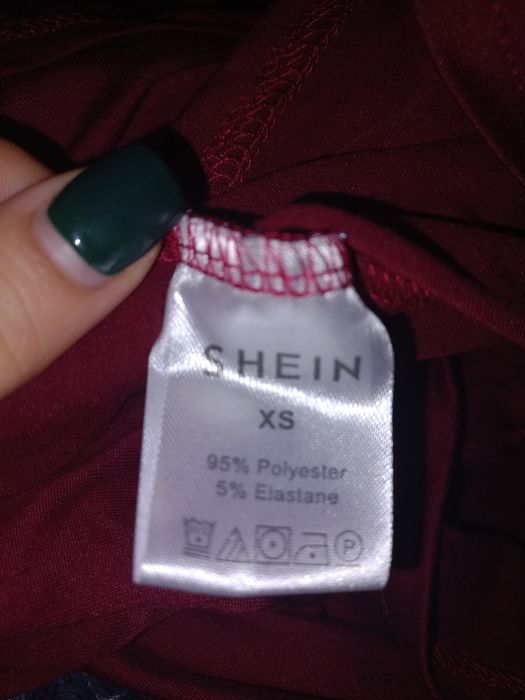 SHEIN
XS
95% Polyester
5% Elastane
P